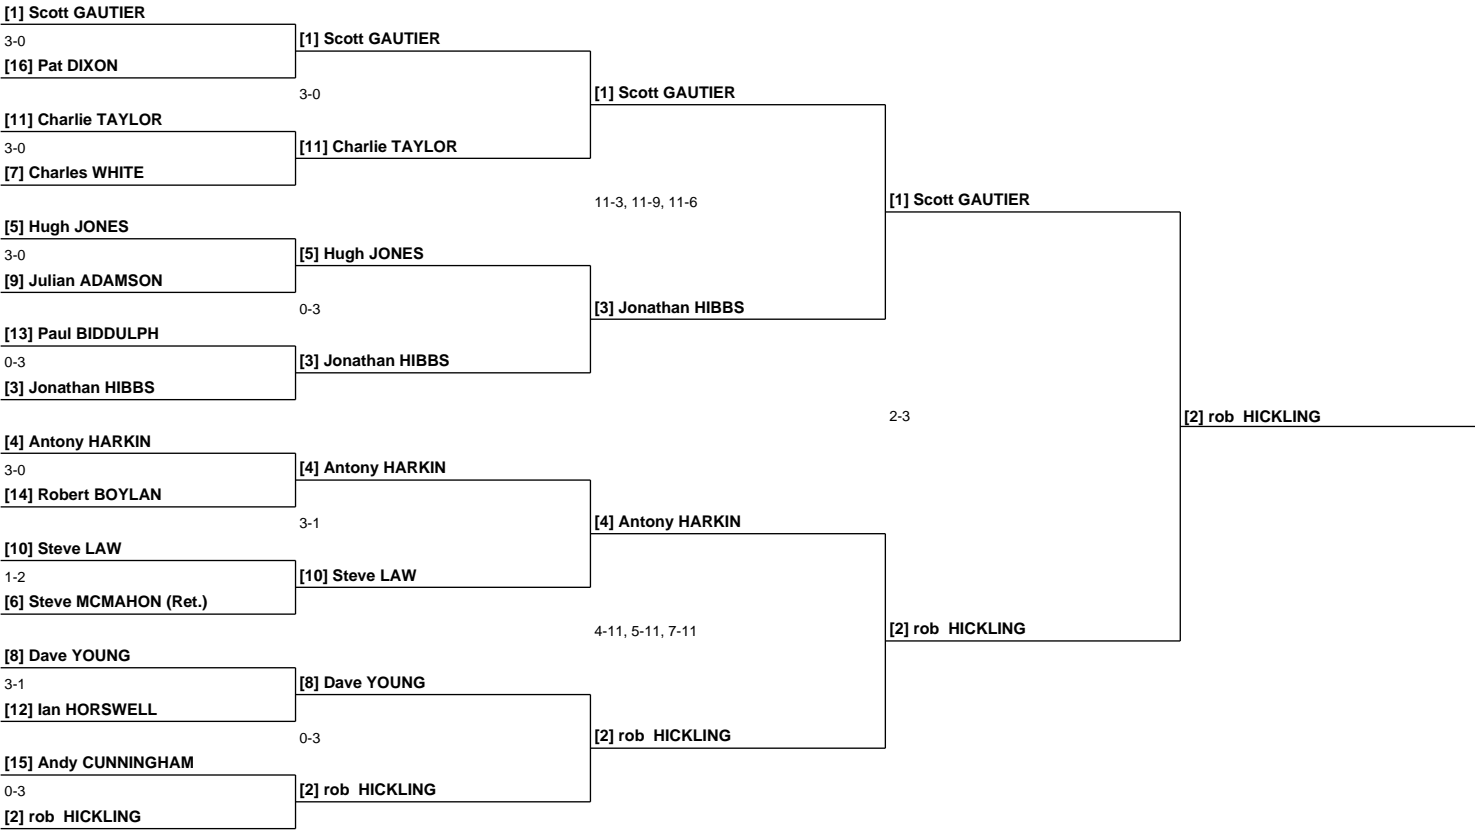 [1] Scott GAUTIER
3-0
[16] Pat DIXON
[11] Charlie TAYLOR
3-0
[7] Charles WHITE
[5] Hugh JONES
3-0
[9] Julian ADAMSON
[13] Paul BIDDULPH
0-3
[3] Jonathan HIBBS
[4] Antony HARKIN
3-0
[14] Robert BOYLAN
[10] Steve LAW
1-2
[6] Steve MCMAHON (Ret.)
[8] Dave YOUNG
3-1
[12] Ian HORSWELL
[15] Andy CUNNINGHAM
0-3
[2] rob  HICKLING
[1] Scott GAUTIER
3-0
[11] Charlie TAYLOR
[5] Hugh JONES
0-3
[3] Jonathan HIBBS
[4] Antony HARKIN
3-1
[10] Steve LAW
[8] Dave YOUNG
0-3
[2] rob  HICKLING
[1] Scott GAUTIER
11-3, 11-9, 11-6
[3] Jonathan HIBBS
[4] Antony HARKIN
4-11, 5-11, 7-11
[2] rob  HICKLING
[1] Scott GAUTIER
2-3
[2] rob  HICKLING
[2] rob  HICKLING